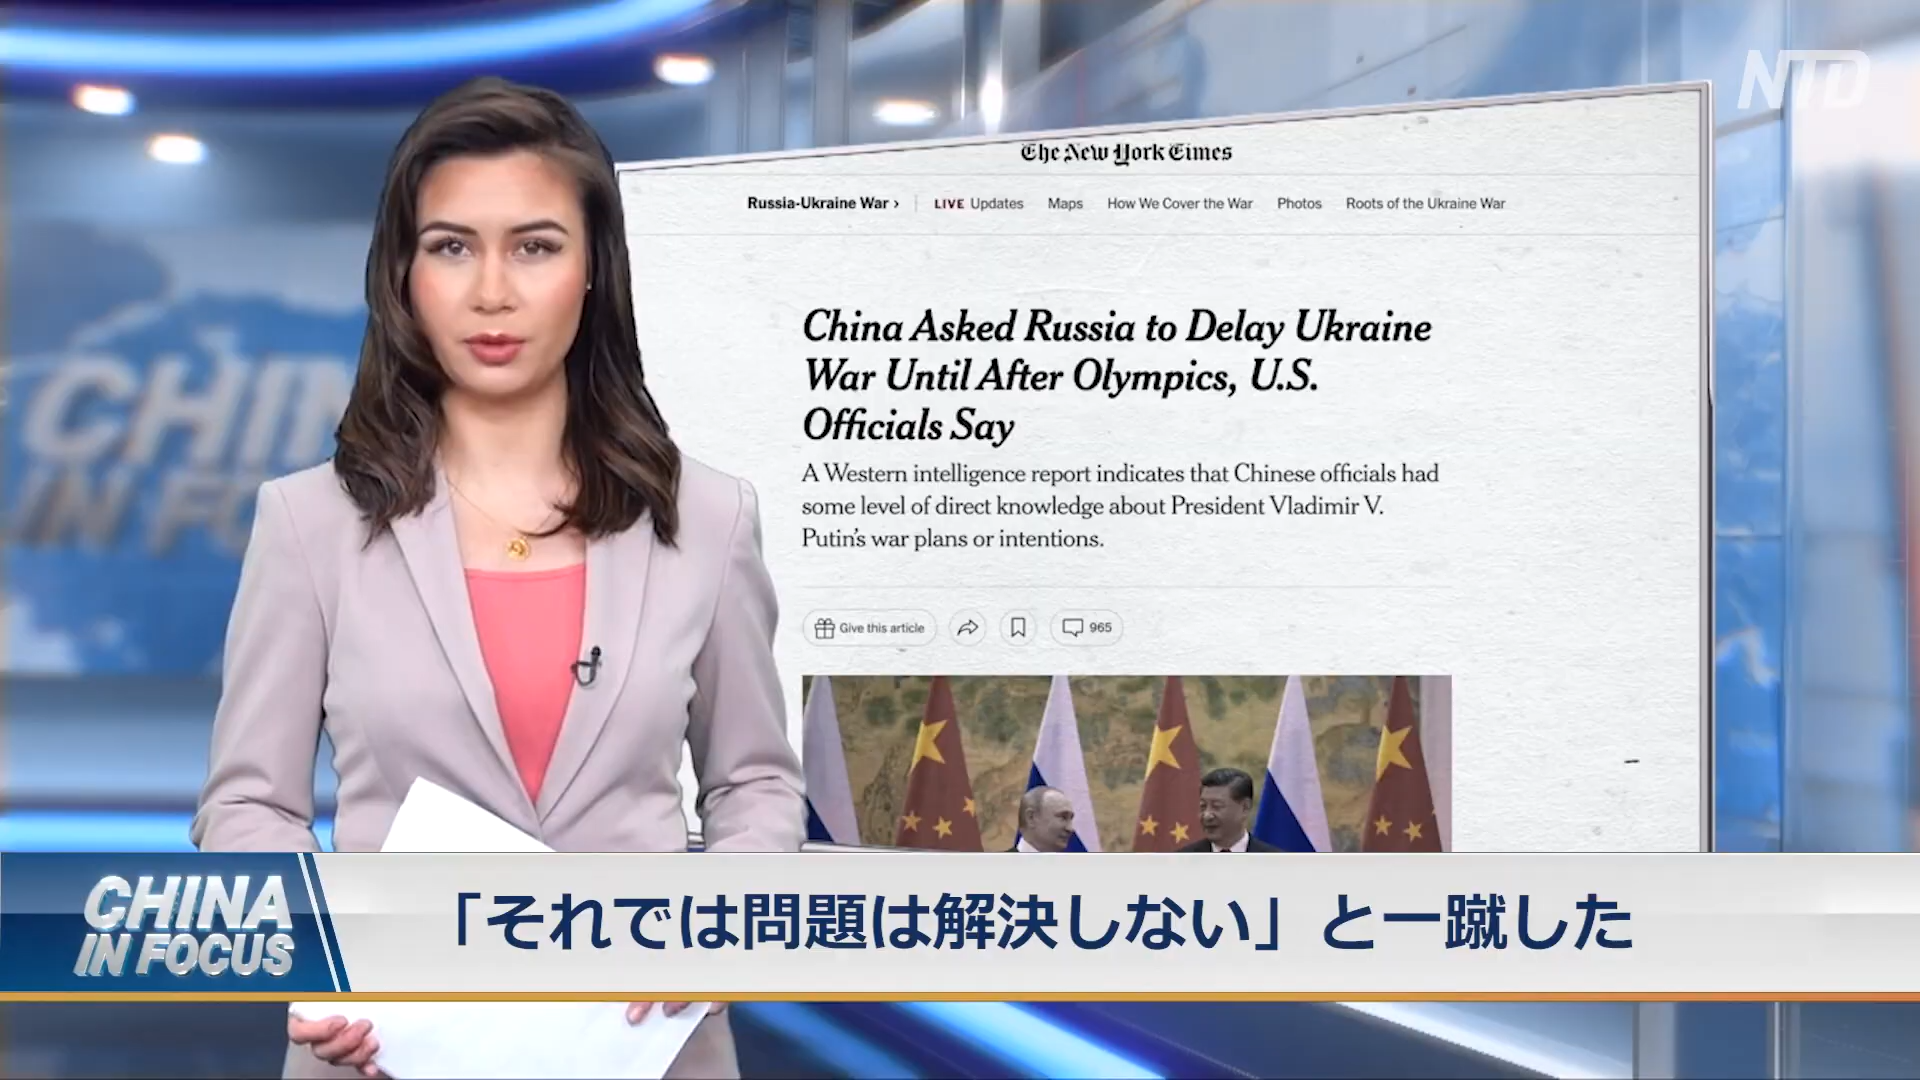 NTD
The New York Times
Russia-Ukraine War › LIVE Updates Maps How We Cover the War Photos Roots of the Ukraine War
China Asked Russia to Delay Ukraine
War Until After Olympics, U.S.
Officials Say
A Western intelligence report indicates that Chinese officials had
some level of direct knowledge about President Vladimir V.
Putin's war plans or intentions.
Give this article 965
CHIN
IN FO
CHINA
IN FOCUS
「それでは問題は解決しない」と一蹴した